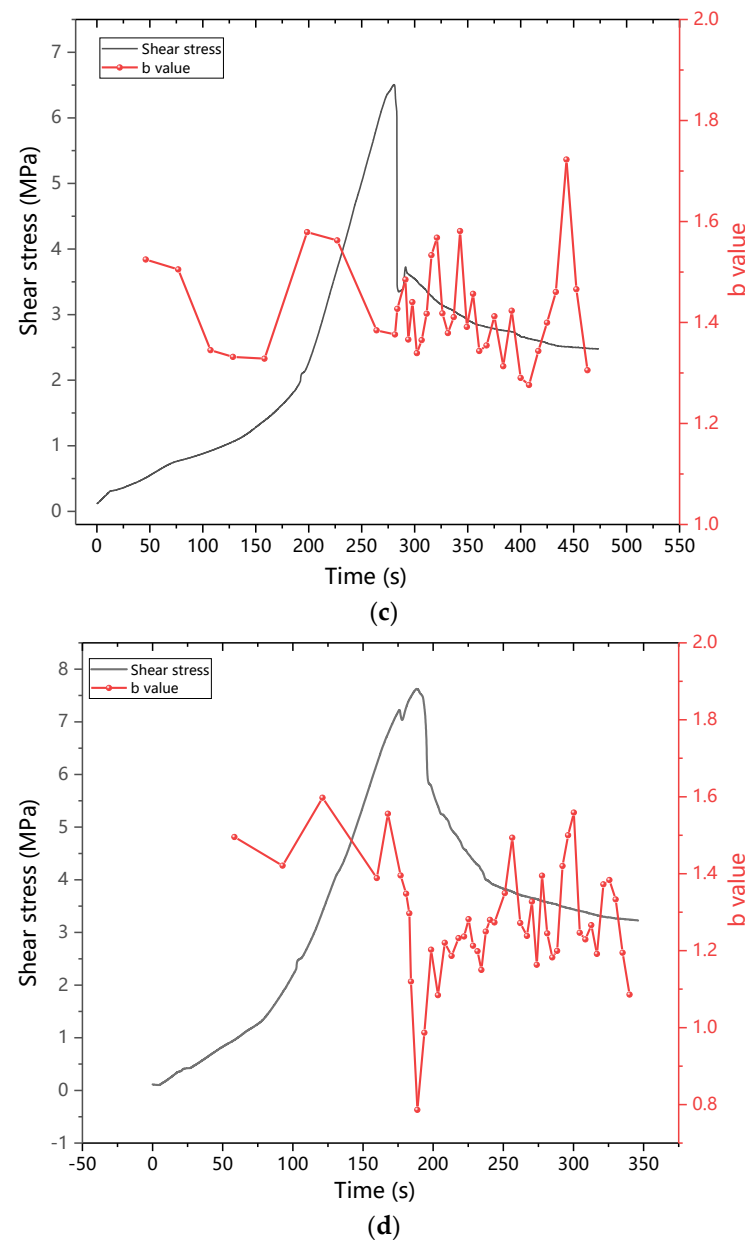 Shear stress
b value
7
6
5
4
3
2
1
0
Shear stress (MPa)
2.0
1.8
1.6
1.4
1.2
1.0
b value
0 50 100 150 200 250 300 350 400 450 500 550
Time (s)
(c)
Shear stress
b value
8
7
6
5
4
3
2
1
0
-1
Shear stress (MPa)
2.0
1.8
1.6
1.4
1.2
1.0
0.8
b value
-50 0 50 100 150 200 250 300 350
Time (s)
(d)